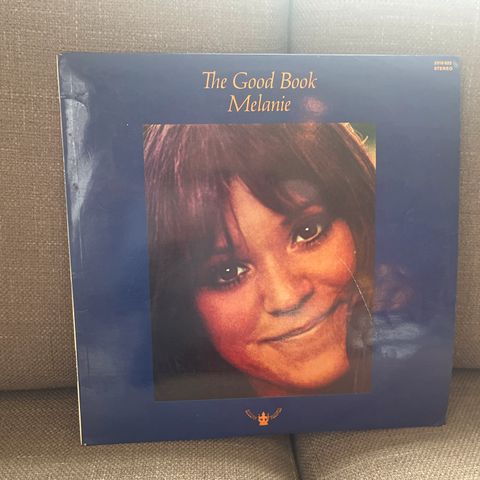 The Good Book
Melanie
STEREO